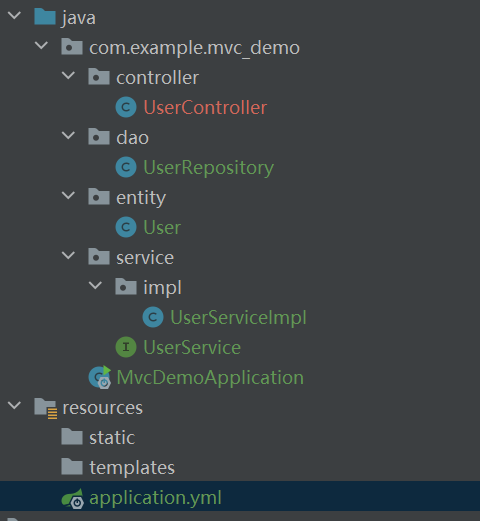 java
com.example.mvc_demo
controller
C UserController
dao
C UserRepository
entity
C User
service
impl
C UserServiceImpl
I UserService
MvcDemoApplication
resources
static
templates
application.yml